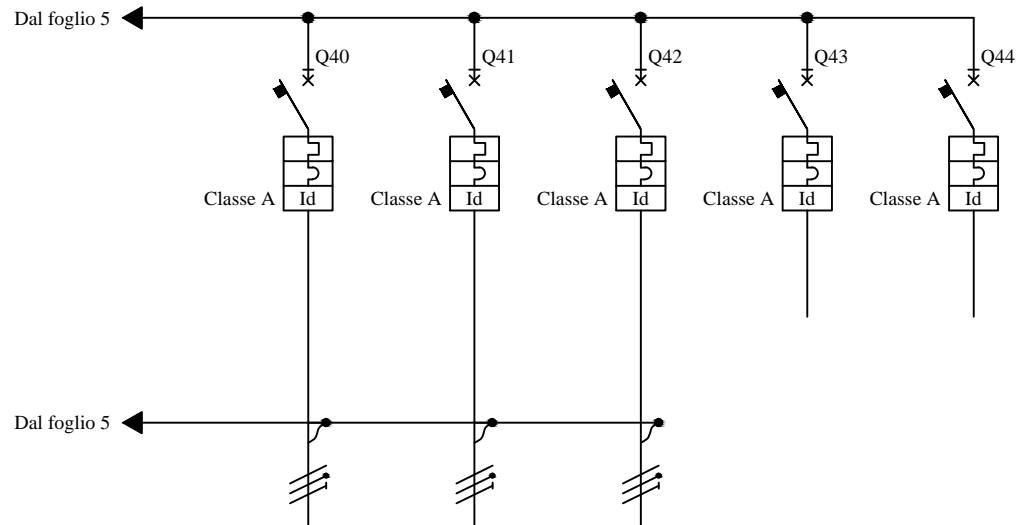 Dal foglio 5
Q40
Q41
Q42
Q43
Q44
Classe A
Id
Classe A
Id
Classe A
Id
Classe A
Id
Classe A
Id
Dal foglio 5